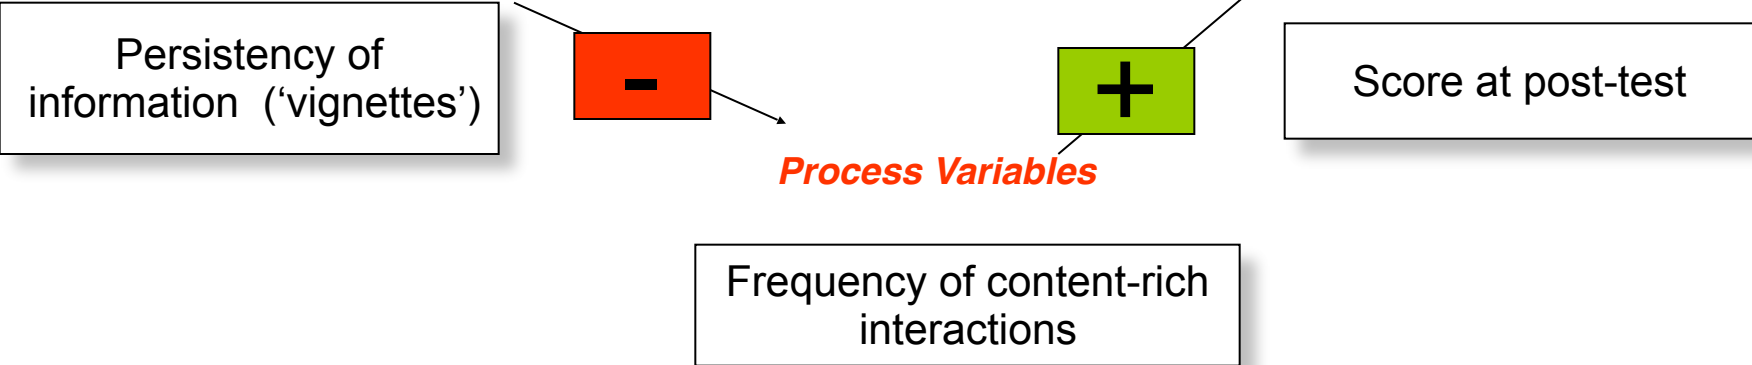 Persistency of
information ('vignettes')
-
+
Score at post-test
Process Variables
Frequency of content-rich
interactions